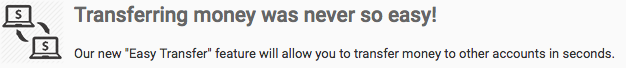 $
Transferring money was never so easy!
$
Our new "Easy Transfer" feature will allow you to transfer money to other accounts in seconds.